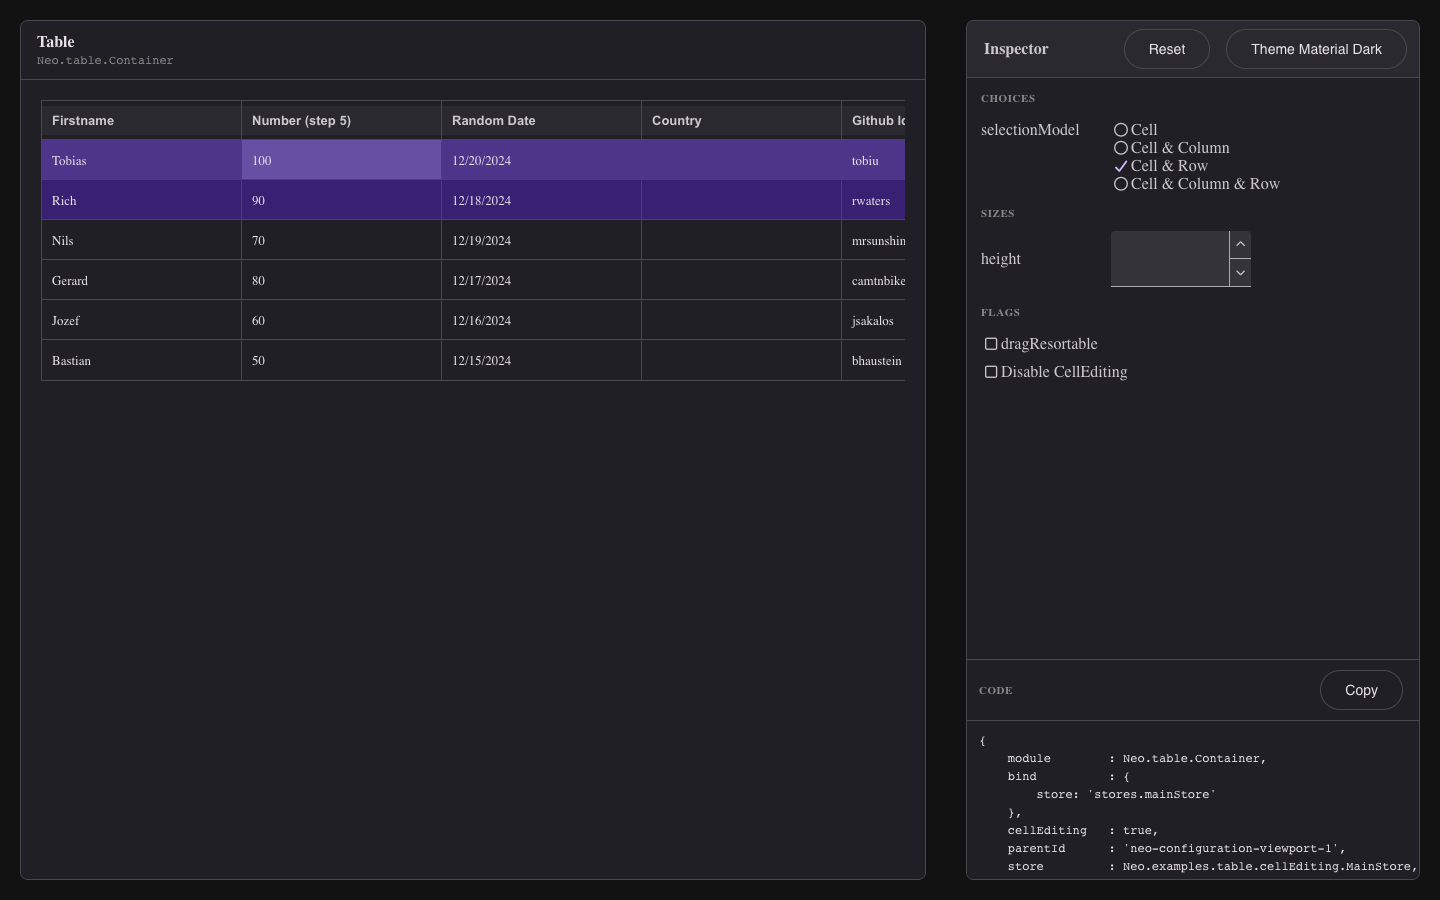 Table
Neo.table.Container
Firstname Number (step 5) Random Date Country Github Id
Tobias 100 12/20/2024 tobiu
Rich 90 12/18/2024 rwaters
Nils 70 12/19/2024 mrsunshin
Gerard 80 12/17/2024 camtnbike
Jozef 60 12/16/2024 jsakalos
Bastian 50 12/15/2024 bhaustein
Inspector Reset Theme Material Dark
CHOICES
selectionModel Cell
Cell & Column
Cell & Row
Cell & Column & Row
SIZES
height
FLAGS
dragResortable
Disable CellEditing
CODE Copy
{
    module        : Neo.table.Container,
    bind          : {
        store: 'stores.mainStore'
    },
    cellEditing   : true,
    parentId      : 'neo-configuration-viewport-1',
    store         : Neo.examples.table.cellEditing.MainStore,